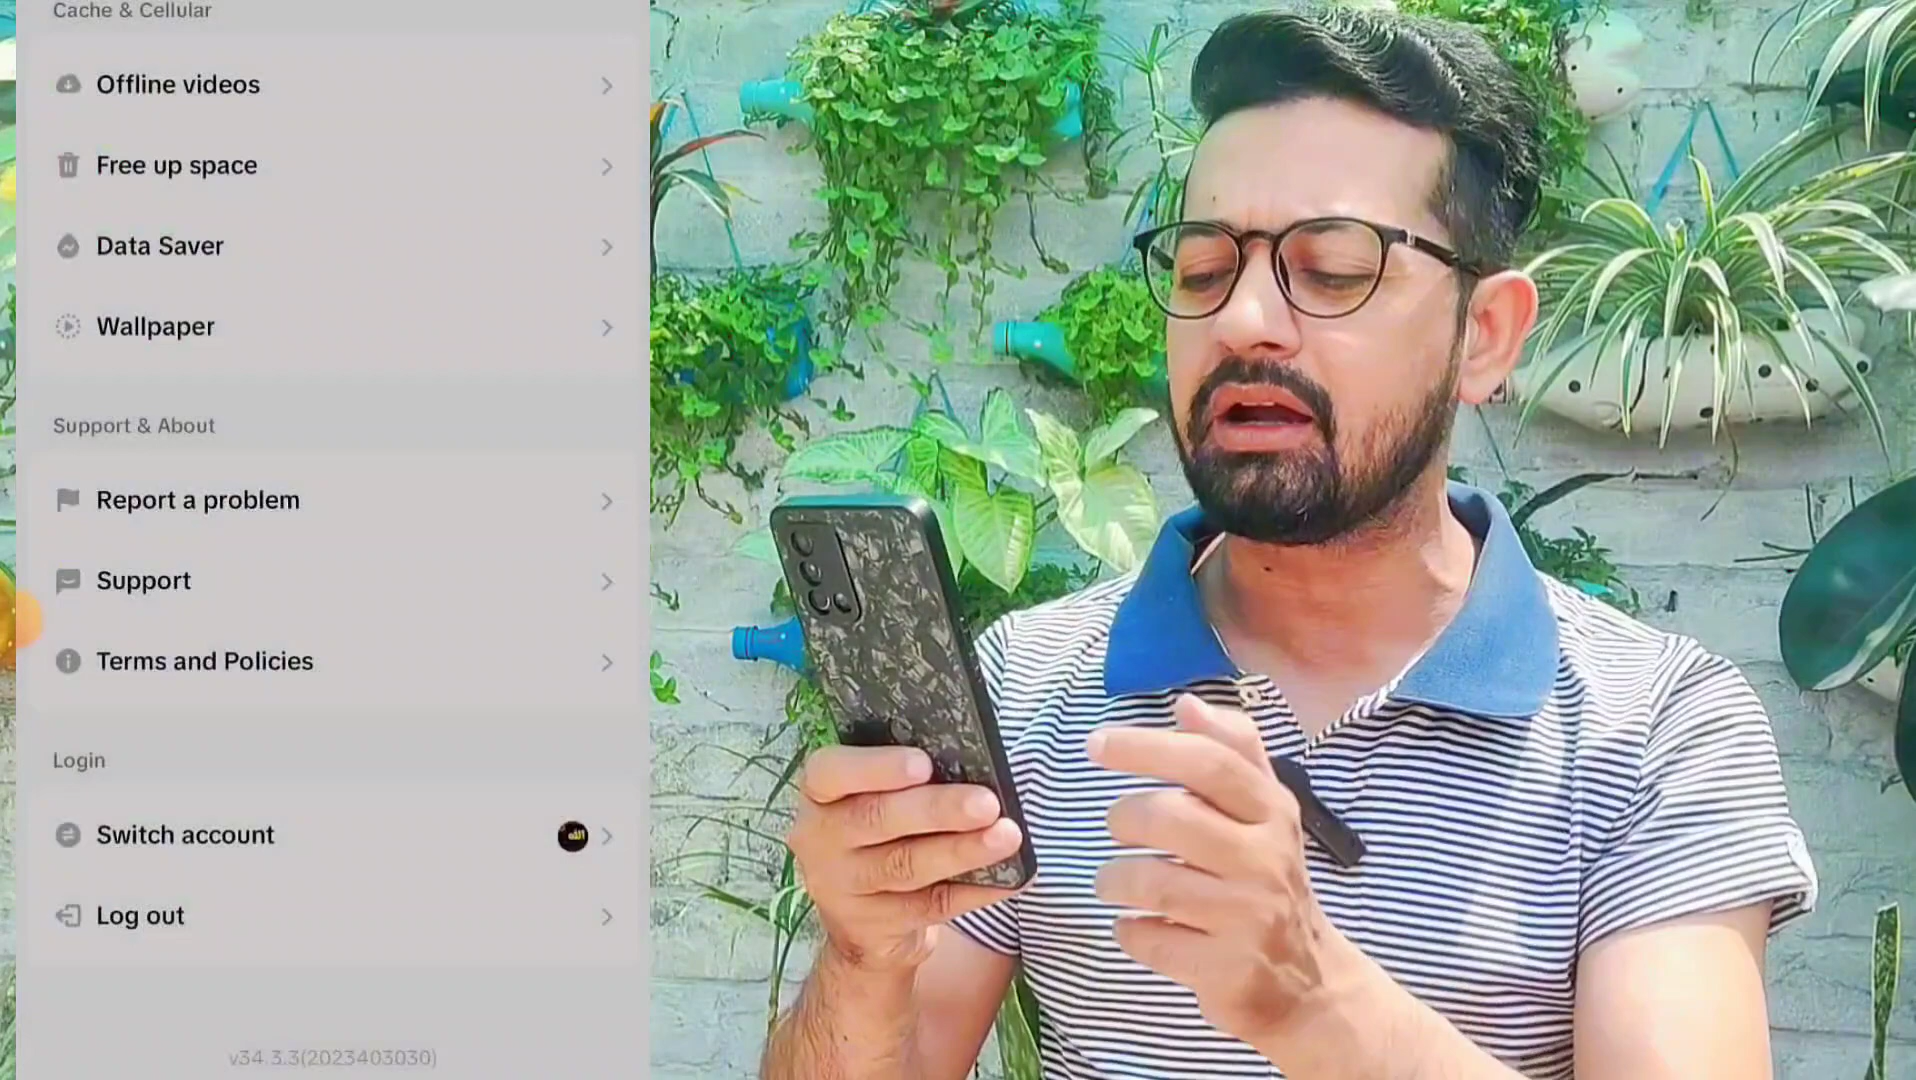 Cache & Cellular
Offline videos
Free up space
Data Saver
Wallpaper
Support & About
Report a problem
Support
Terms and Policies
Login
Switch account
الله
Log out
v34.3.3(2023403030)